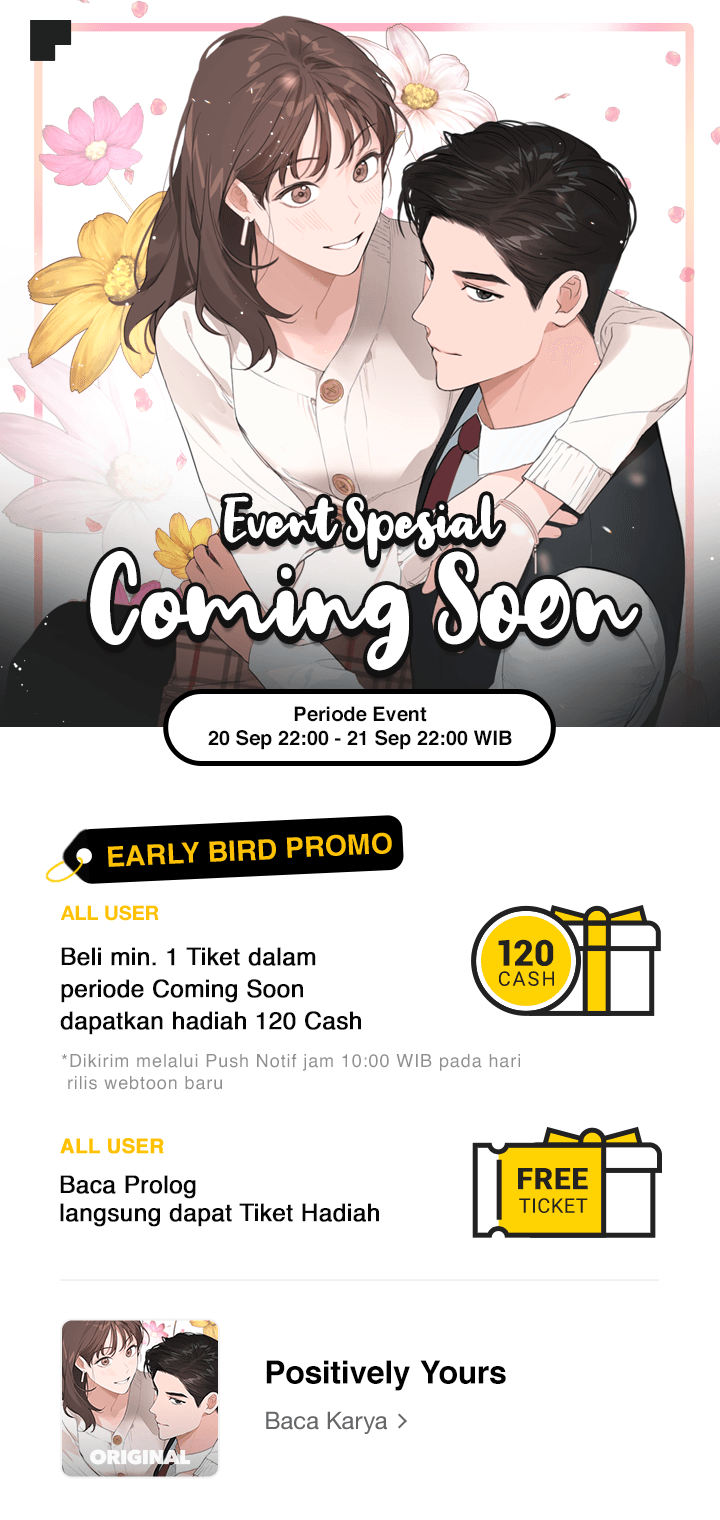 Event Spesial
Coming Soon
Periode Event
20 Sep 22:00 - 21 Sep 22:00 WIB
EARLY BIRD PROMO
ALL USER
Beli min. 1 Tiket dalam
periode Coming Soon
dapatkan hadiah 120 Cash
120
CASH
*Dikirim melalui Push Notif jam 10:00 WIB pada hari
rilis webtoon baru
ALL USER
Baca Prolog
langsung dapat Tiket Hadiah
FREE
TICKET
ORIGINAL
Positively Yours
Baca Karya >